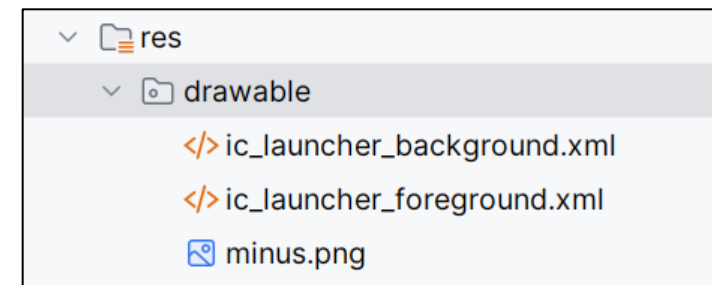 res
drawable
ic_launcher_background.xml
ic_launcher_foreground.xml
minus.png